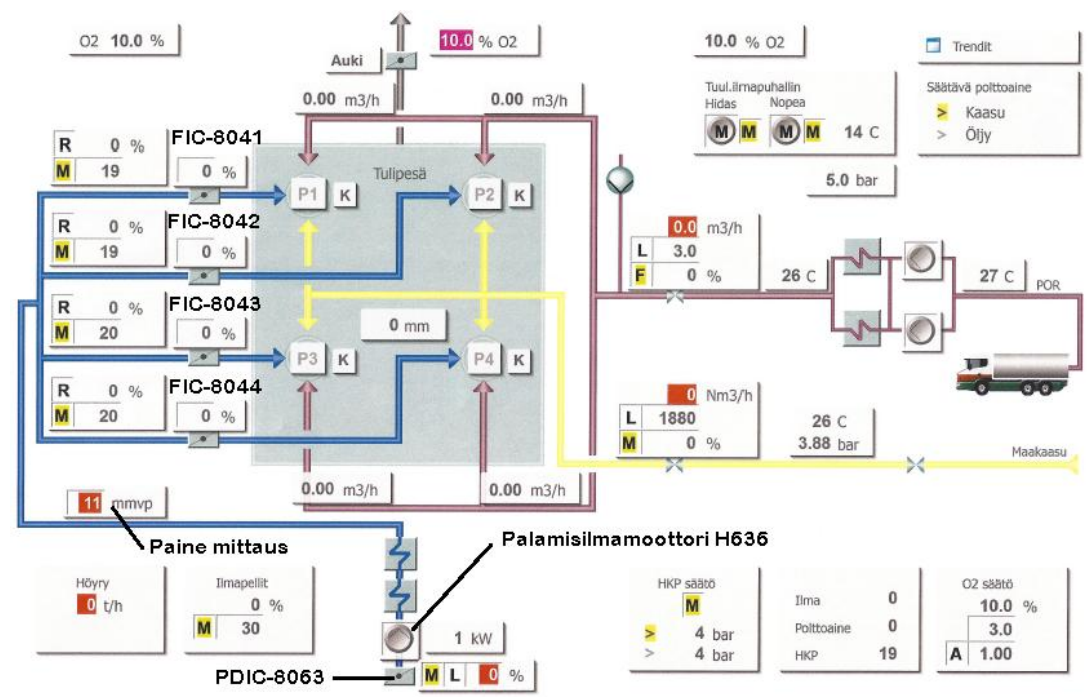 O2 10.0 %
Auki
10.0 % O2
10.0 % O2
Trendit
0.00 m3/h
0.00 m3/h
Tuul.ilmapuhallin
Hidas Nopea
M M M M 14 C
Säätävä polttoaine
> Kaasu
> Öljy
R 0 %
M 19
FIC-8041
0 %
Tulipesä
P1 K
P2 K
5.0 bar
R 0 %
M 19
FIC-8042
0 %
0.0 m3/h
L 3.0
F 0 %
26 C
27 C
POR
R 0 %
M 20
FIC-8043
0 %
0 mm
P3 K
P4 K
R 0 %
M 20
FIC-8044
0 %
0 Nm3/h
L 1880
M 0 %
26 C
3.88 bar
Maakaasu
0.00 m3/h
0.00 m3/h
11 mmvp
Paine mittaus
Palamisilmamoottori H636
Höyry
0 t/h
Ilmapellit
0 %
M 30
1 kW
PDIC-8063
M L 0 %
HKP säätö
M
> 4 bar
> 4 bar
Ilma 0
Polttoaine 0
HKP 19
O2 säätö
10.0 %
3.0
A 1.00